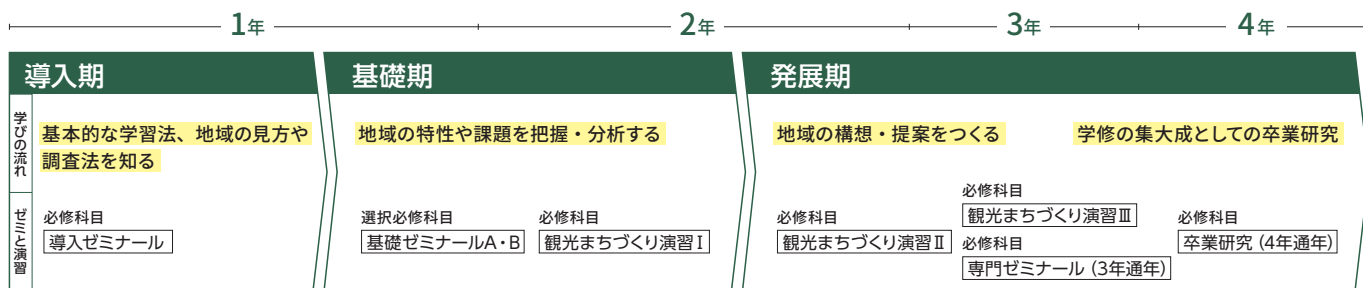 1年 2年 3年 4年
導入期 基礎期 発展期
学びの流れ
基本的な学習法、地域の見方や
調査法を知る
地域の特性や課題を把握・分析する
地域の構想・提案をつくる
学修の集大成としての卒業研究
ゼミと演習
必修科目
導入ゼミナール
選択必修科目
基礎ゼミナールA・B
必修科目
観光まちづくり演習Ⅰ
必修科目
観光まちづくり演習Ⅱ
必修科目
観光まちづくり演習Ⅲ
必修科目
専門ゼミナール (3年通年)
必修科目
卒業研究 (4年通年)